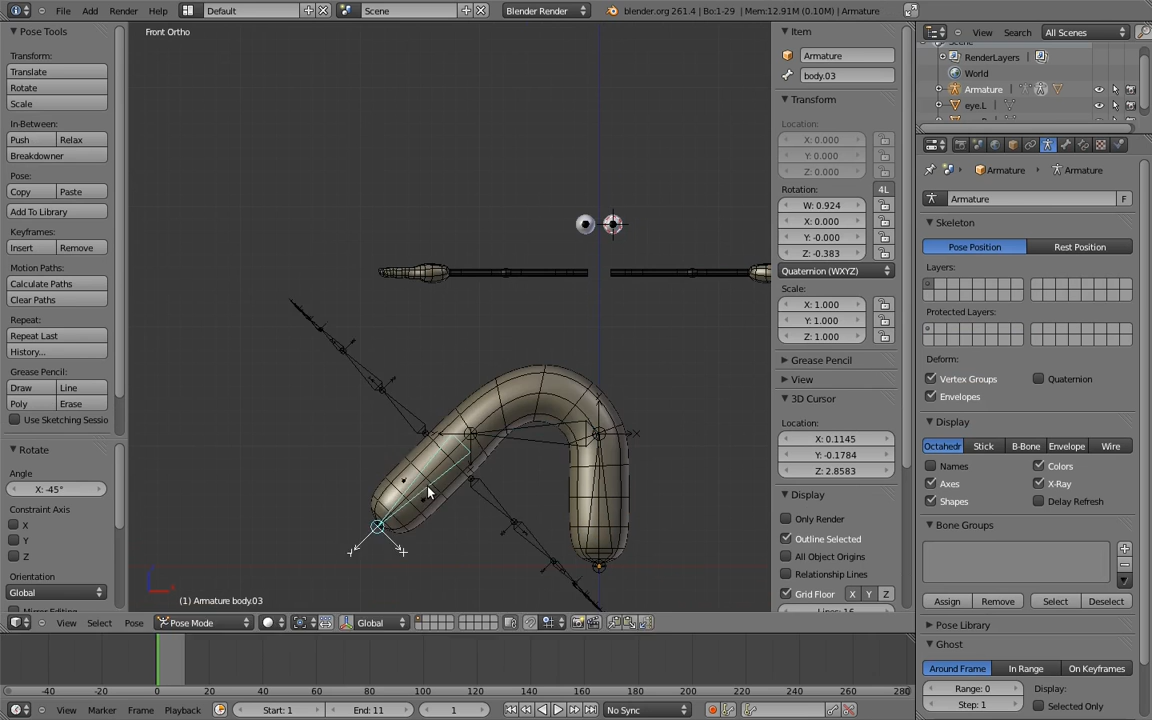 File Add Render Help Default Scene Blender Render blender.org 261.4 | Bo:1-29 | Mem:12.91M (0.10M) | Armature
Pose Tools
Transform:
Translate
Rotate
Scale
In-Between:
Push Relax
Breakdowner
Pose:
Copy Paste
Add To Library
Keyframes:
Insert Remove
Motion Paths:
Calculate Paths
Clear Paths
Repeat:
Repeat Last
History...
Grease Pencil:
Draw Line
Poly Erase
Use Sketching Sessio
Rotate
Angle
X: -45°
Constraint Axis
X
Y
Z
Orientation
Global
Front Ortho
(1) Armature body.03
View Select Pose Pose Mode Global
Item
Armature
body.03
Transform
Location:
X: 0.000
Y: 0.000
Z: 0.000
Rotation:
4L
W: 0.924
X: 0.000
Y: -0.000
Z: -0.383
Quaternion (WXYZ)
Scale:
X: 1.000
Y: 1.000
Z: 1.000
Grease Pencil
View
3D Cursor
Location:
X: 0.1145
Y: -0.1784
Z: 2.8583
Display
Only Render
Outline Selected
All Object Origins
Relationship Lines
Grid Floor X Y Z
View Search All Scenes
RenderLayers
World
Armature
eye.L
Armature Armature
Armature F
Skeleton
Pose Position Rest Position
Layers:
Protected Layers:
Deform:
Vertex Groups Quaternion
Envelopes
Display
Octahedr Stick B-Bone Envelope Wire
Names Colors
Axes X-Ray
Shapes Delay Refresh
Bone Groups
Assign Remove Select Deselect
Pose Library
Ghost
Around Frame In Range On Keyframes
Range: 0 Display:
Step: 1 Selected Only
-40 -20 0 20 40 60 80 100 120 140 160 180 200 220 240 260 280
View Marker Frame Playback Start: 1 End: 11 1 No Sync